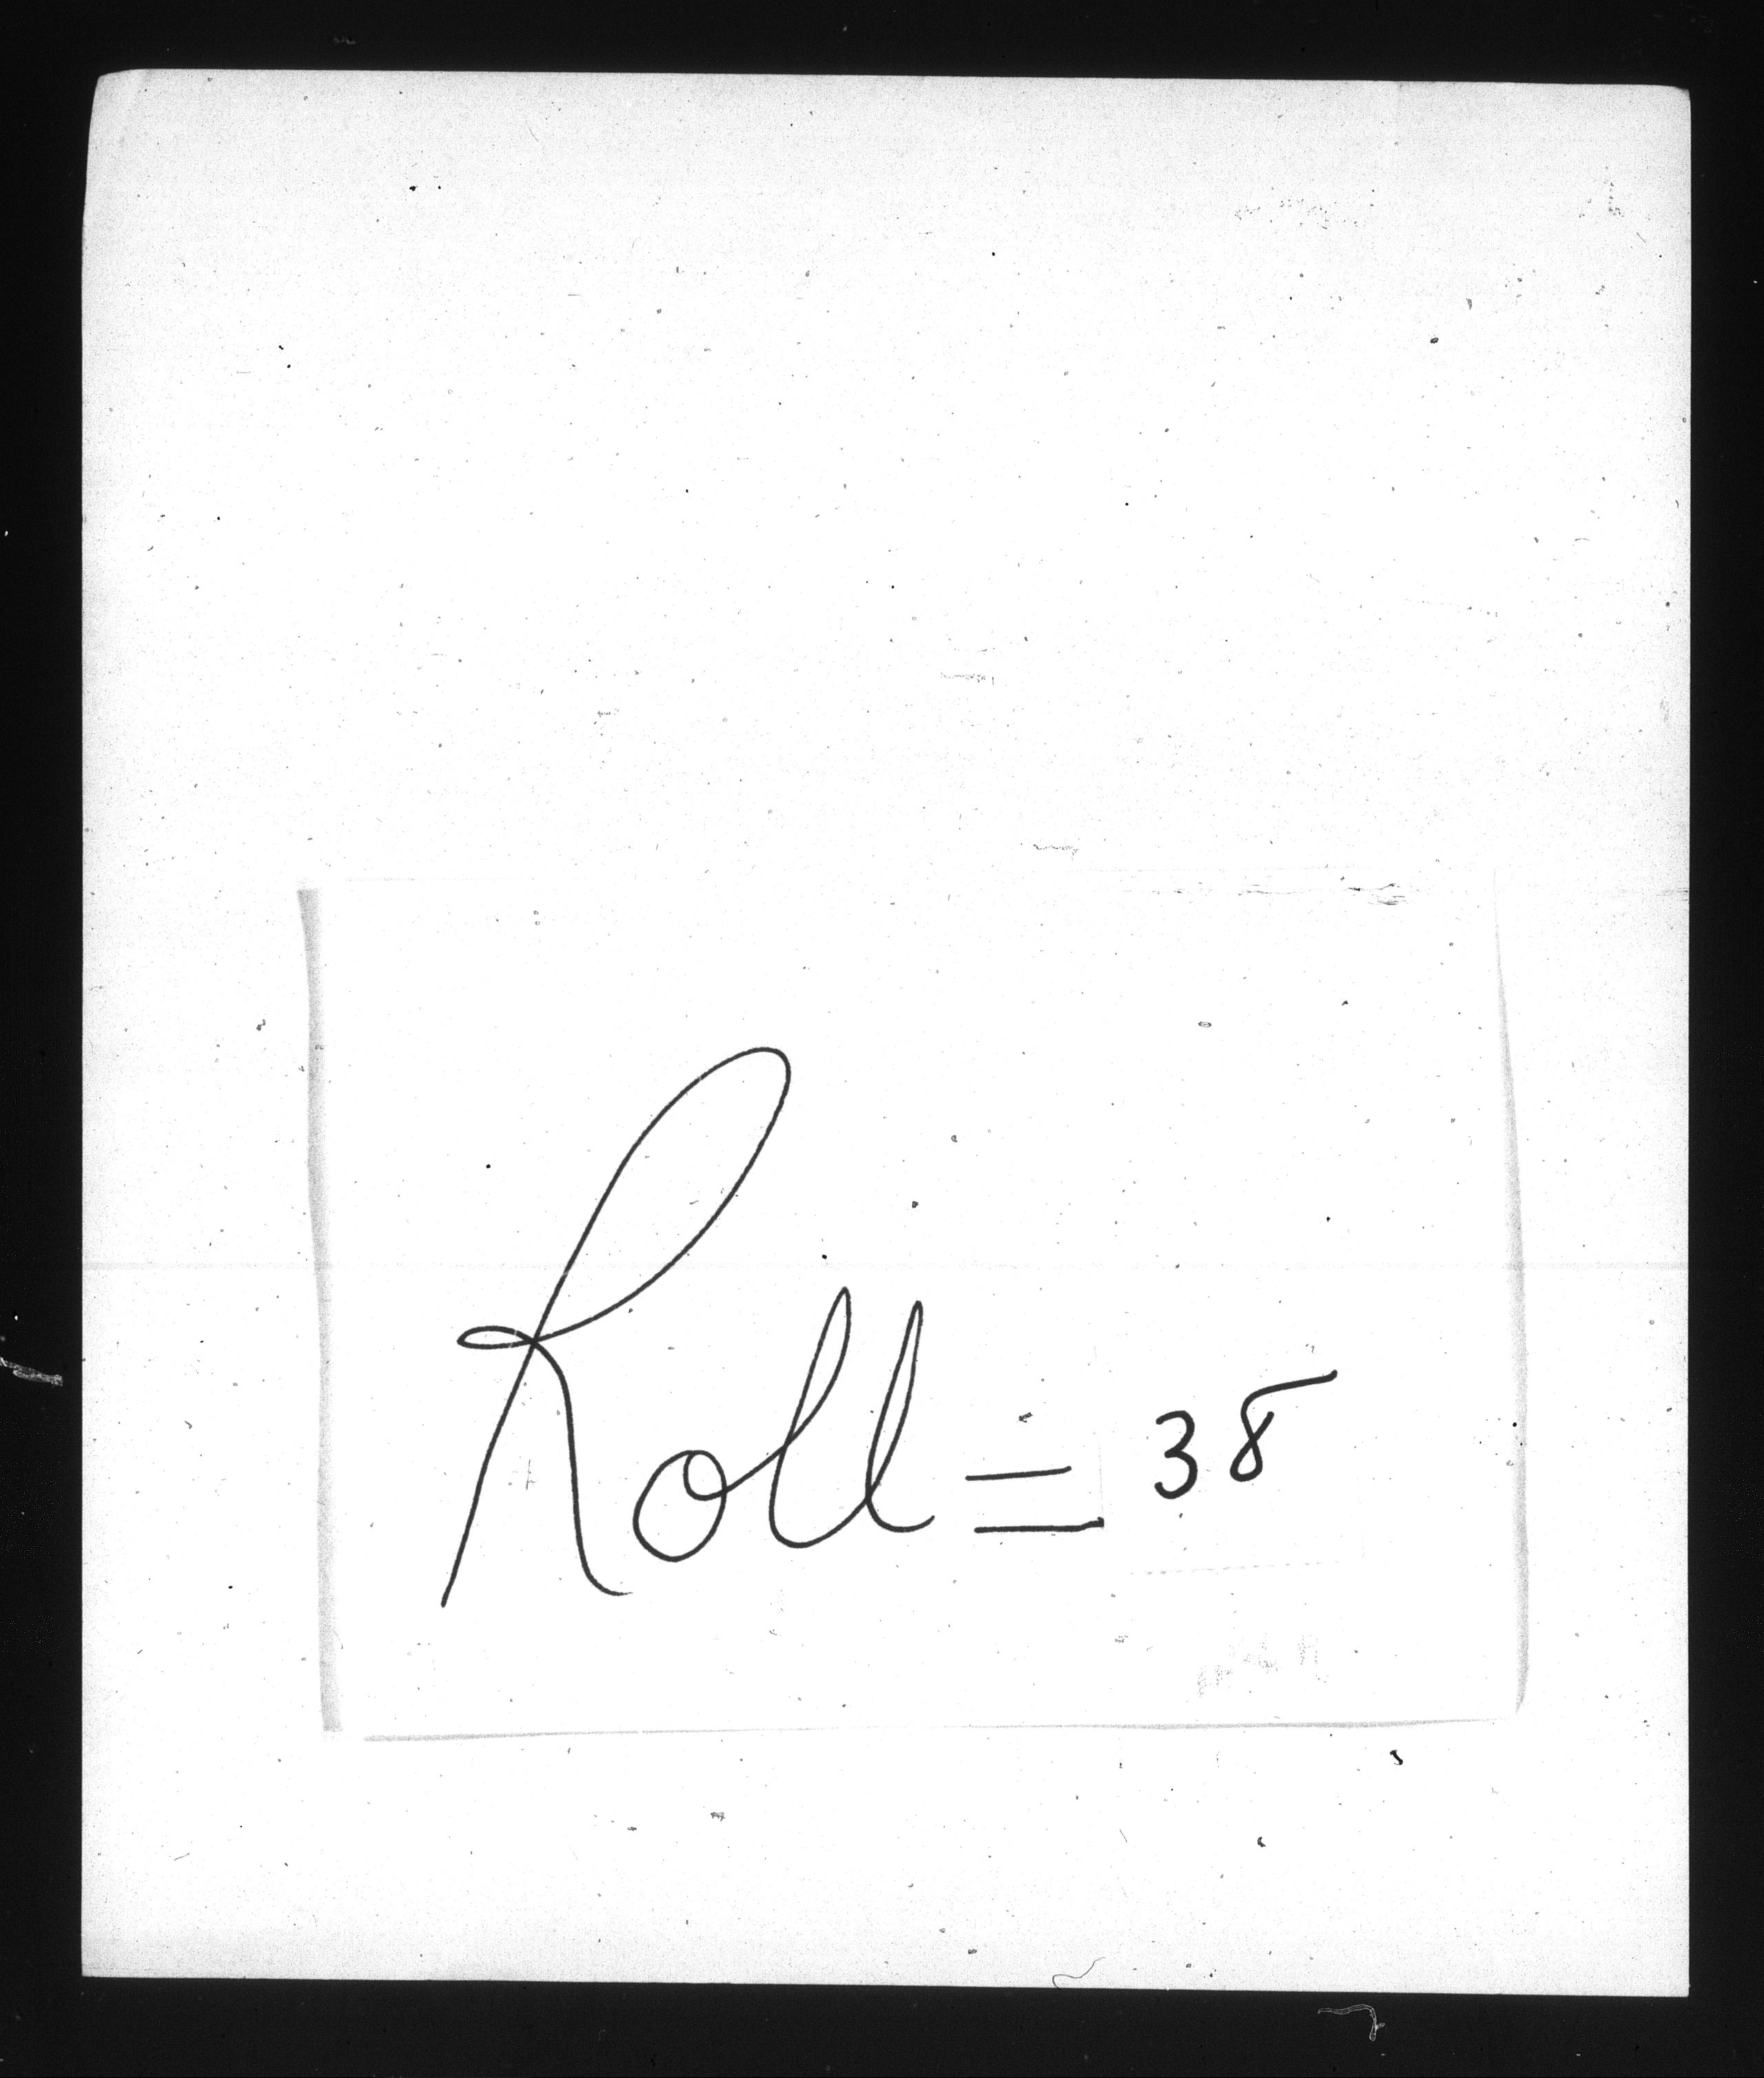 Roll = 38